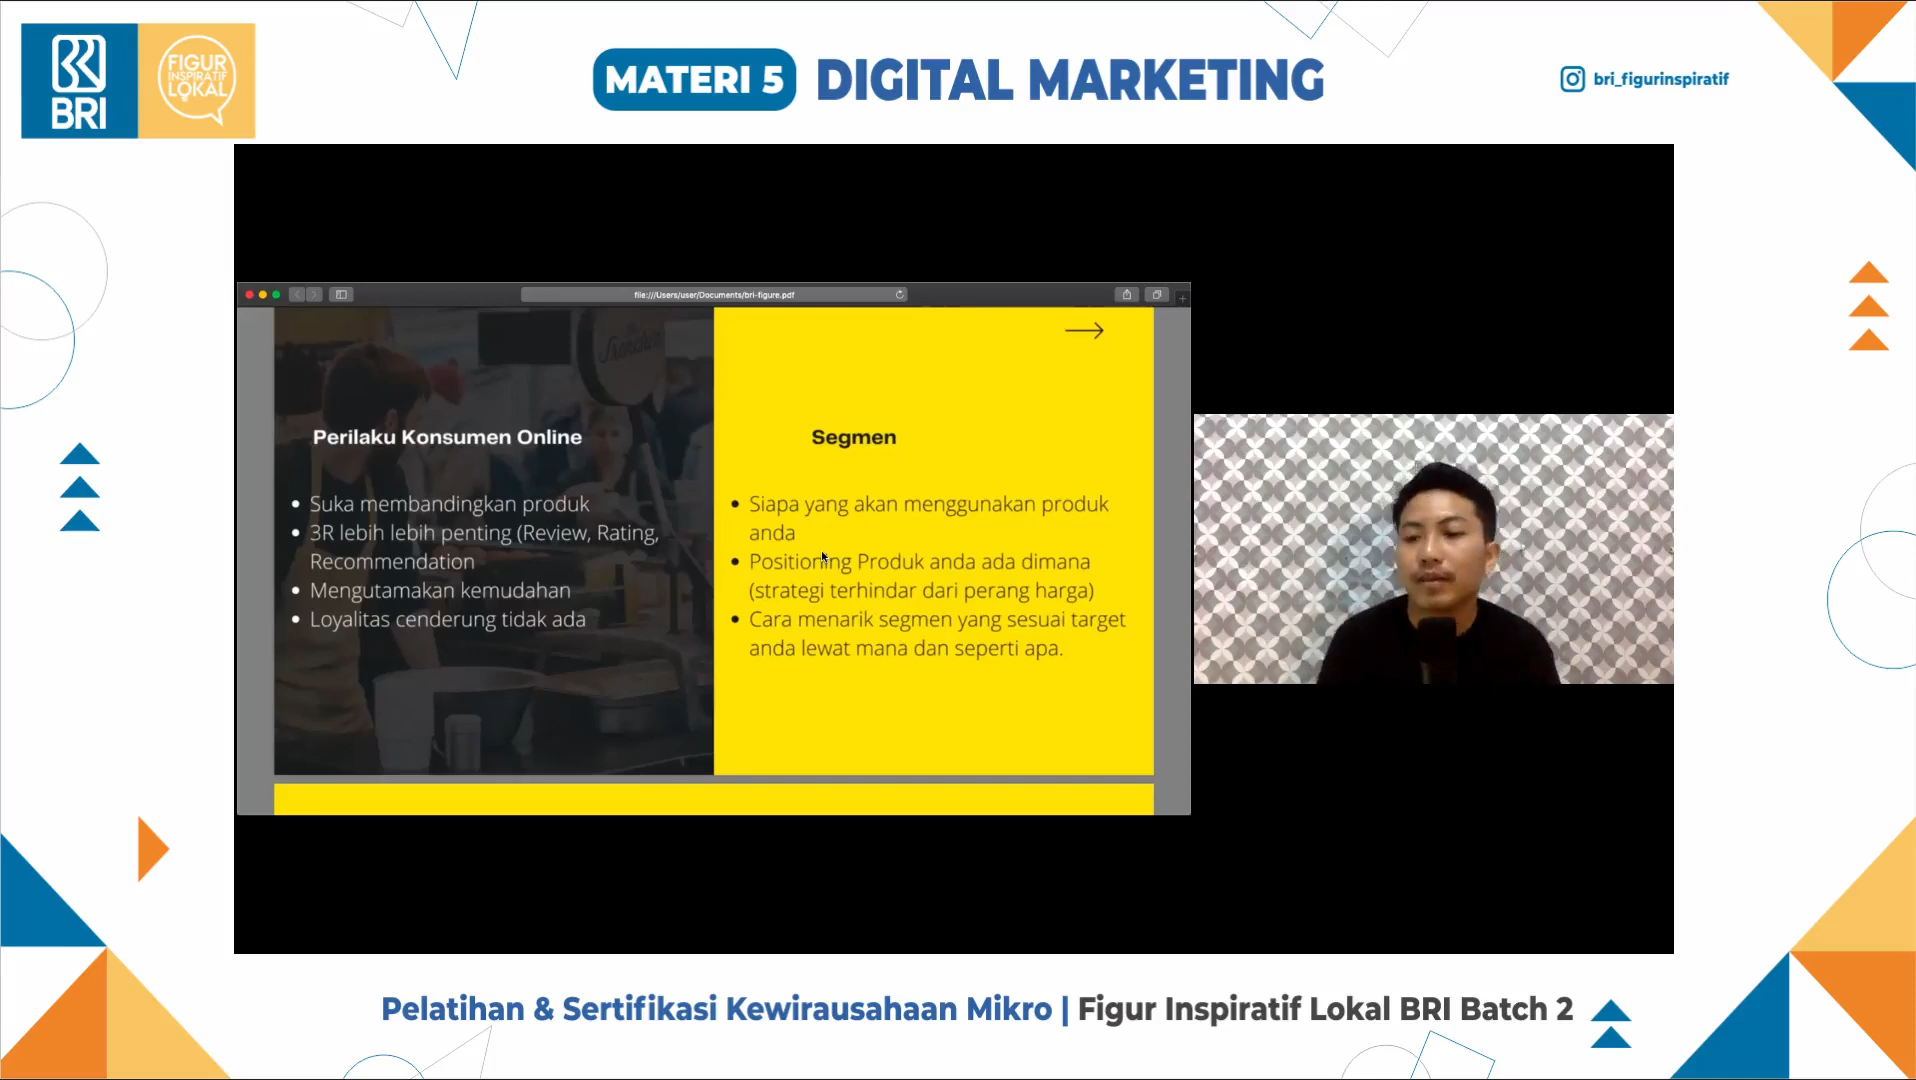 BRI
FIGUR
INSPIRATIF
LOKAL
MATERI 5 DIGITAL MARKETING
bri_figurinspiratif
file:///Users/user/Documents/bri-figure.pdf
Perilaku Konsumen Online
• Suka membandingkan produk
• 3R lebih lebih penting (Review, Rating,
Recommendation
• Mengutamakan kemudahan
• Loyalitas cenderung tidak ada
Segmen
• Siapa yang akan menggunakan produk
anda
• Positioning Produk anda ada dimana
(strategi terhindar dari perang harga)
• Cara menarik segmen yang sesuai target
anda lewat mana dan seperti apa.
Pelatihan & Sertifikasi Kewirausahaan Mikro | Figur Inspiratif Lokal BRI Batch 2